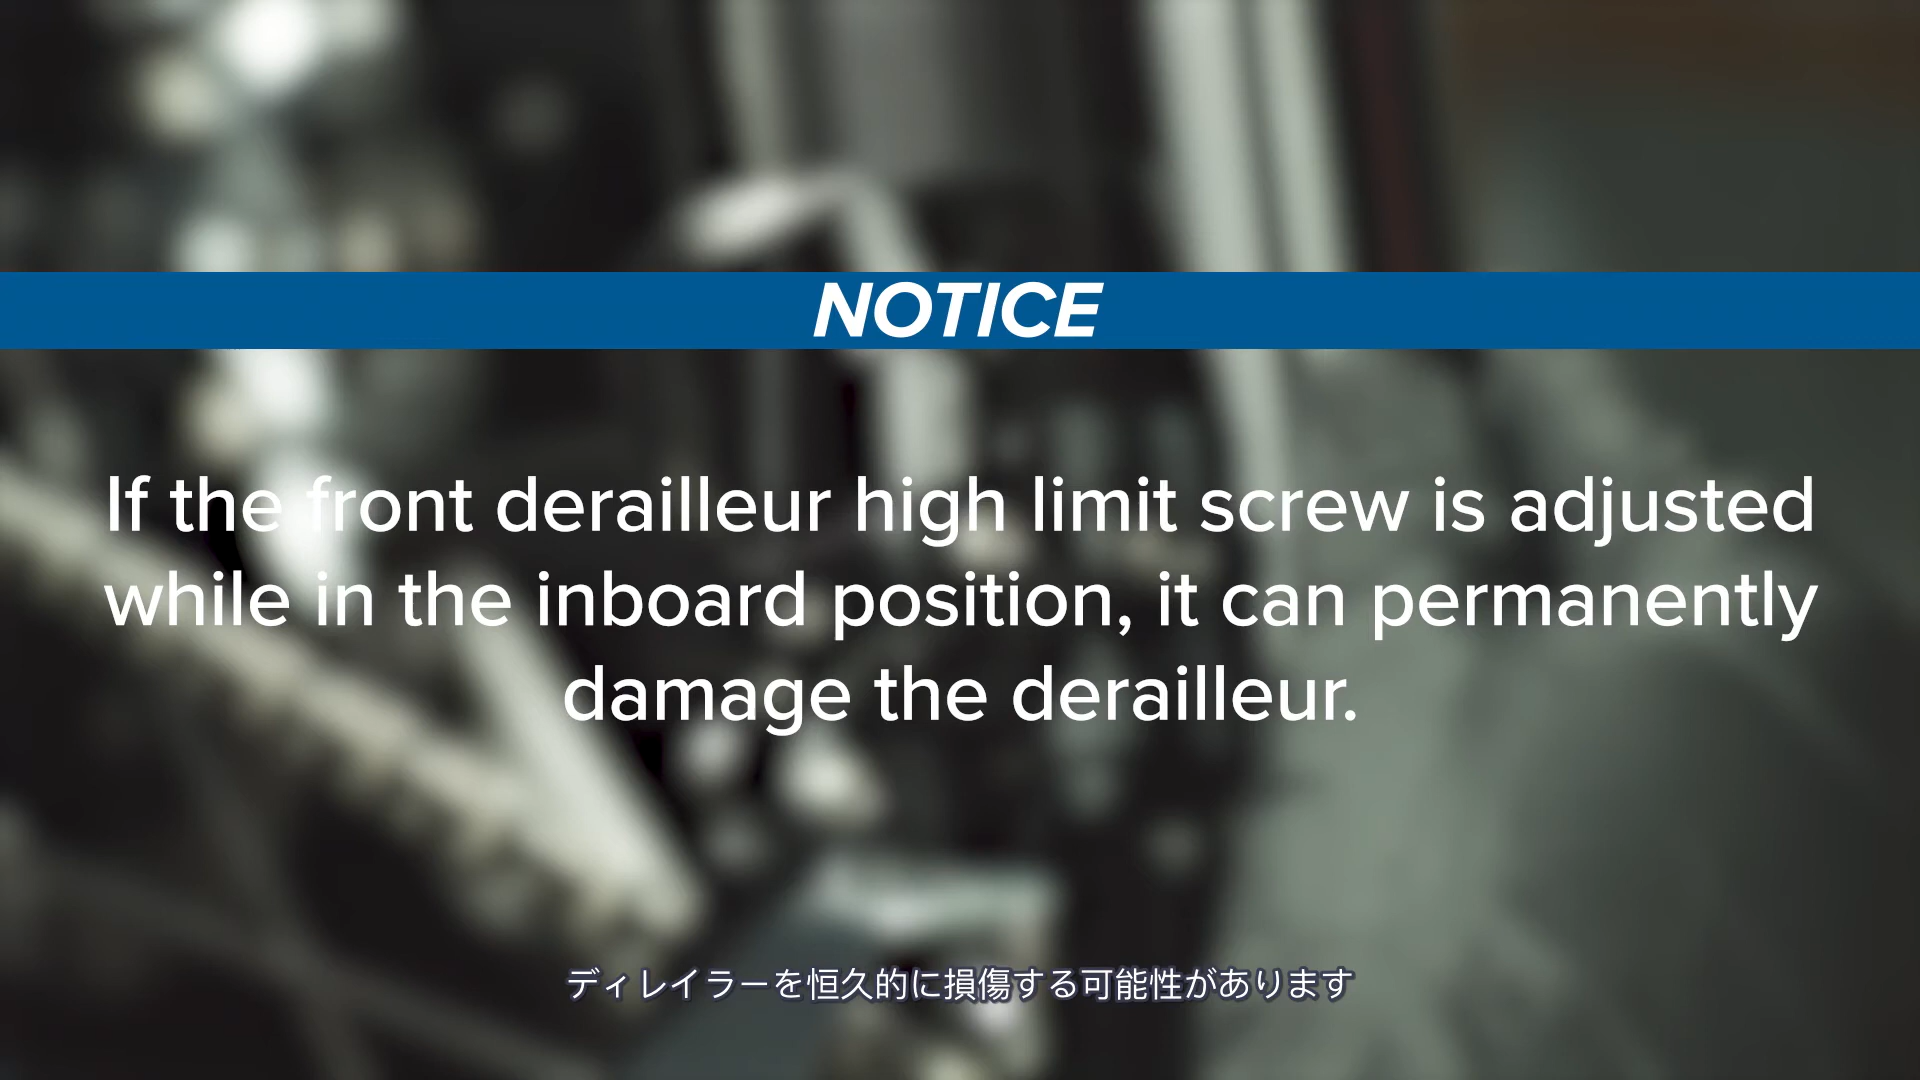 NOTICE
If the front derailleur high limit screw is adjusted
while in the inboard position, it can permanently
damage the derailleur.
ディレイラーを恒久的に損傷する可能性があります